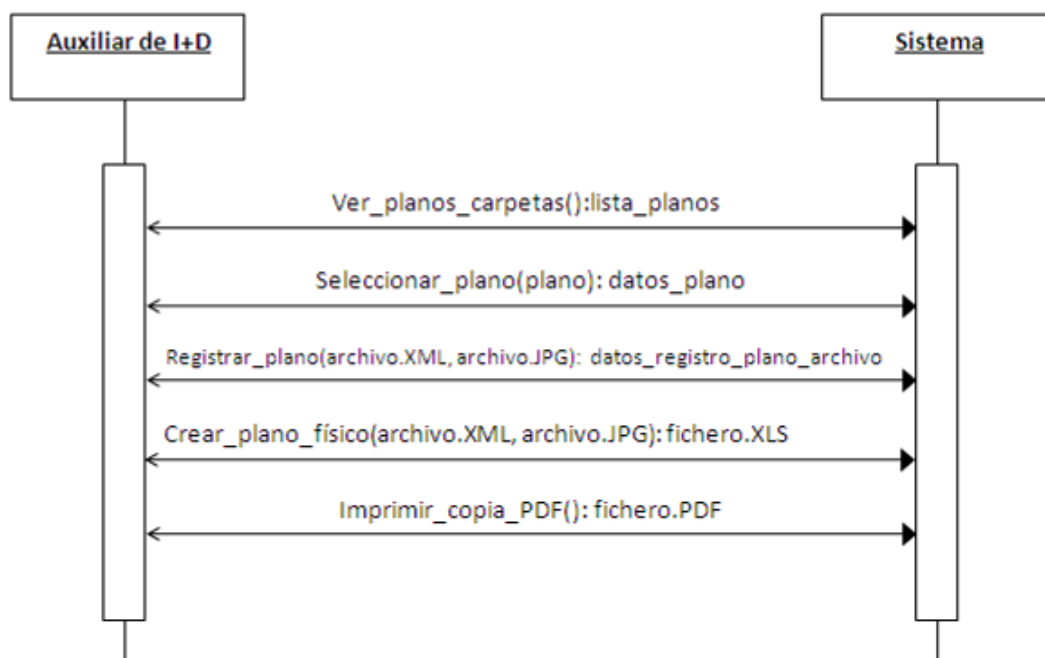 Auxiliar de I+D
Sistema
Ver_planos_carpetas():lista_planos
Seleccionar_plano(plano): datos_plano
Registrar_plano(archivo.XML, archivo.JPG): datos_registro_plano_archivo
Crear_plano_físico(archivo.XML, archivo.JPG): fichero.XLS
Imprimir_copia_PDF(): fichero.PDF